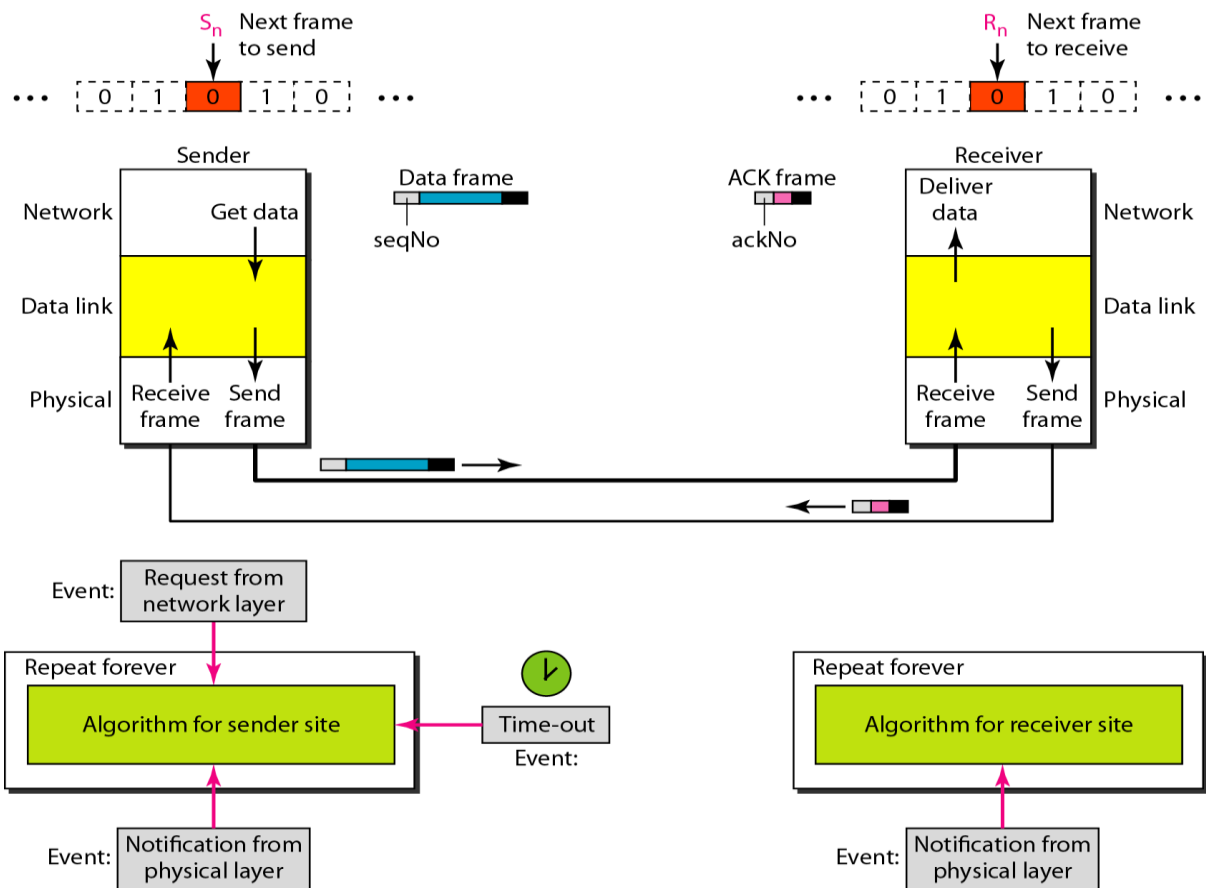 Sn Next frame
to send
Rn Next frame
to receive
••• 0 1 0 1 0 •••
••• 0 1 0 1 0 •••
Sender
Receiver
Data frame
ACK frame
seqNo
ackNo
Network
Get data
Deliver
data
Network
Data link
Data link
Physical
Receive
frame
Send
frame
Receive
frame
Send
frame
Physical
Event:
Request from
network layer
Repeat forever
Algorithm for sender site
Time-out
Event:
Repeat forever
Algorithm for receiver site
Event:
Notification from
physical layer
Event:
Notification from
physical layer